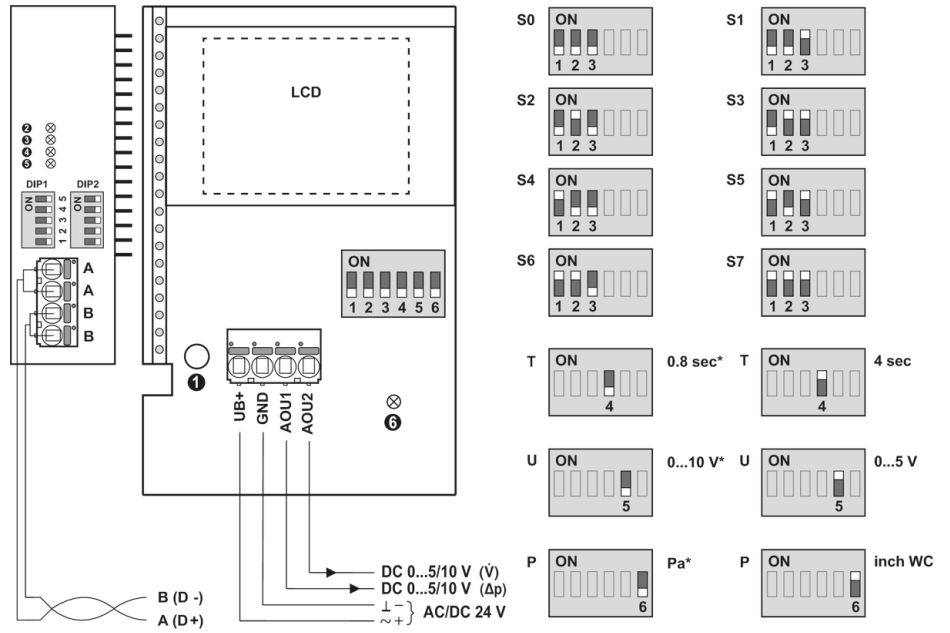 LCD
❷
❸
❹
❺
DIP1 DIP2
ON
1 2 3 4 5
ON
A
A
B
B
ON
1 2 3 4 5 6
❶
UB+
GND
AOU1
AOU2
❻
DC 0...5/10 V (V̇)
DC 0...5/10 V (Δp)
⊥ −
~ + } AC/DC 24 V
B (D -)
A (D+)
S0 ON
1 2 3
S1 ON
1 2 3
S2 ON
1 2 3
S3 ON
1 2 3
S4 ON
1 2 3
S5 ON
1 2 3
S6 ON
1 2 3
S7 ON
1 2 3
T ON 0.8 sec*
4
T ON 4 sec
4
U ON 0...10 V*
5
U ON 0...5 V
5
P ON Pa*
6
P ON inch WC
6